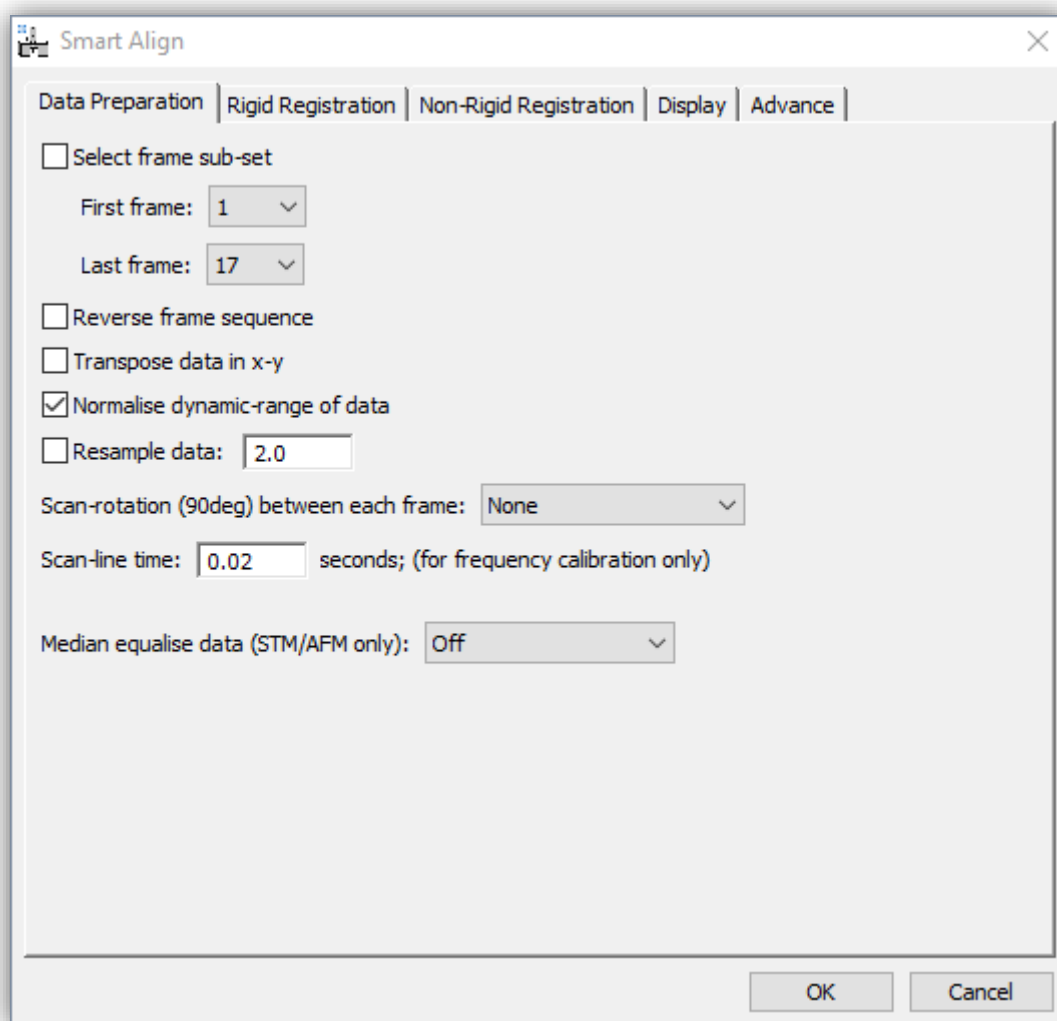 Smart Align
Data Preparation Rigid Registration Non-Rigid Registration Display Advance
Select frame sub-set
First frame: 1
Last frame: 17
Reverse frame sequence
Transpose data in x-y
Normalise dynamic-range of data
Resample data: 2.0
Scan-rotation (90deg) between each frame: None
Scan-line time: 0.02 seconds; (for frequency calibration only)
Median equalise data (STM/AFM only): Off
OK Cancel